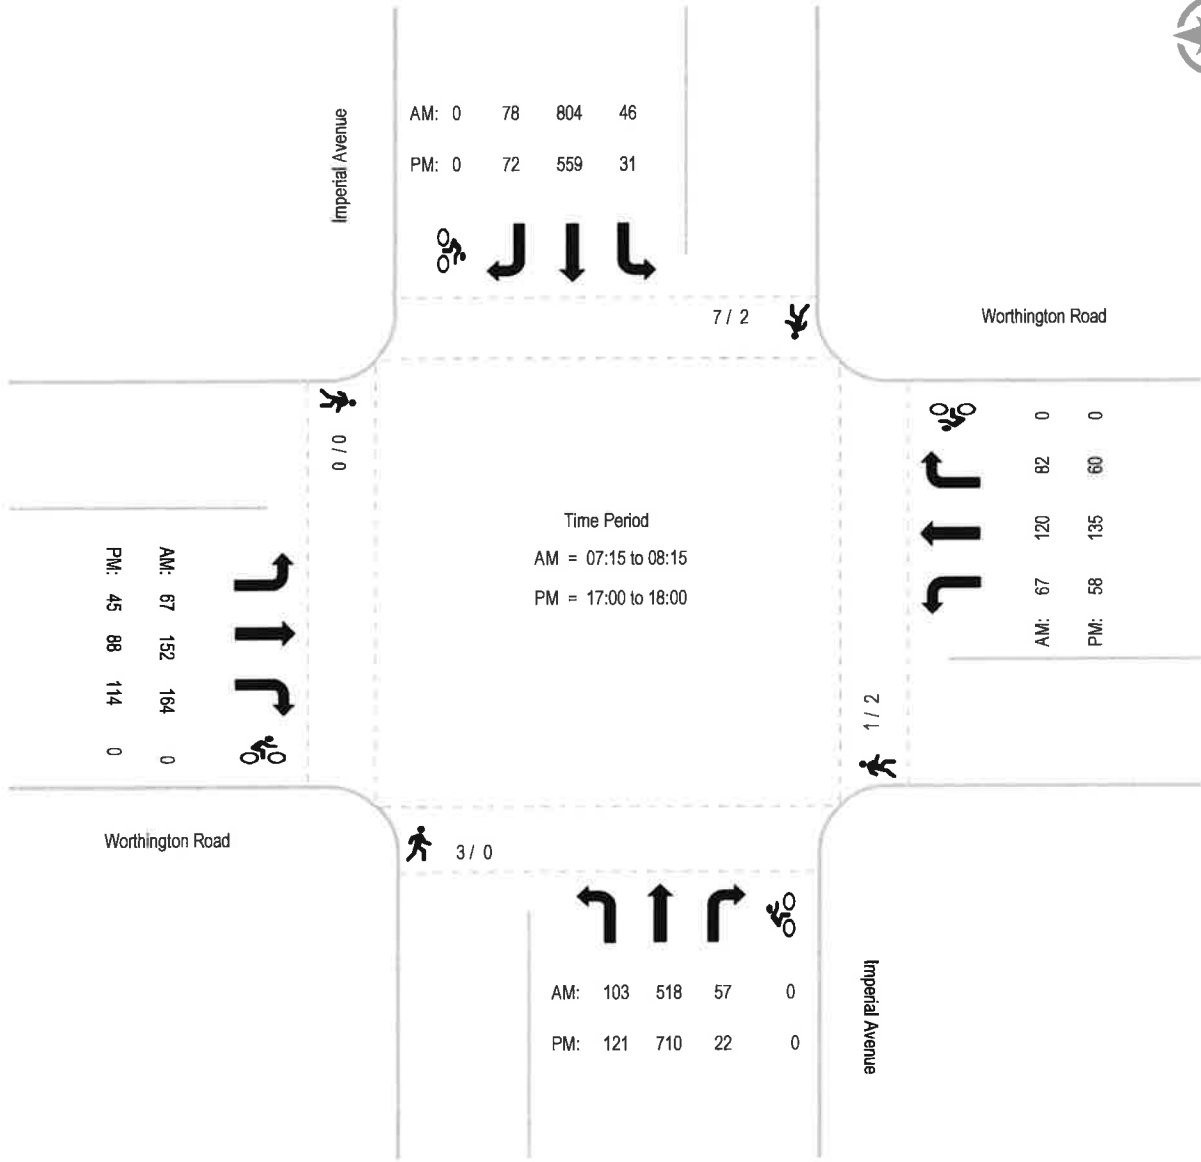 Imperial Avenue
AM: 0 78 804 46
PM: 0 72 559 31
7 / 2
Worthington Road
0 / 0
AM: 67 120 82 0
PM: 58 135 60 0
Time Period
AM = 07:15 to 08:15
PM = 17:00 to 18:00
AM: 67 152 164 0
PM: 45 88 114 0
1 / 2
Worthington Road
3 / 0
AM: 103 518 57 0
PM: 121 710 22 0
Imperial Avenue